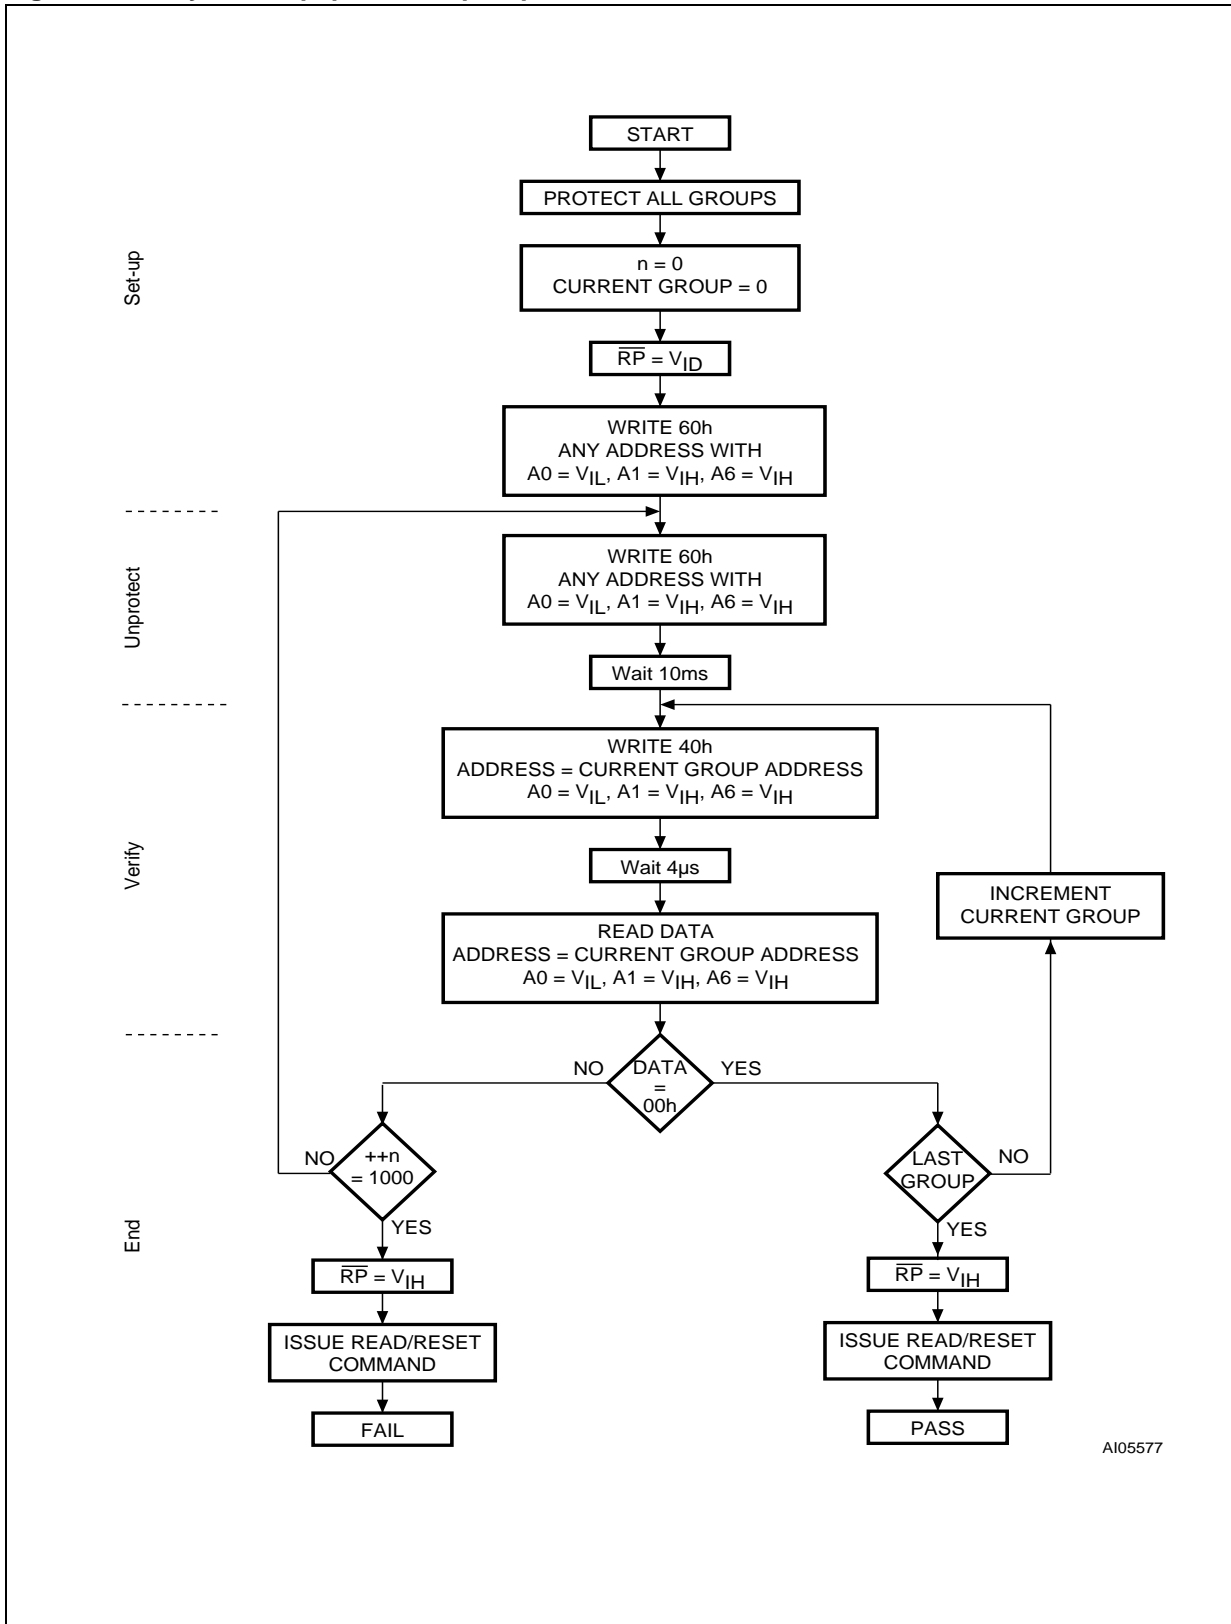 START
PROTECT ALL GROUPS
n = 0
CURRENT GROUP = 0
RP = VID
WRITE 60h
ANY ADDRESS WITH
A0 = VIL, A1 = VIH, A6 = VIH
Set-up
WRITE 60h
ANY ADDRESS WITH
A0 = VIL, A1 = VIH, A6 = VIH
Wait 10ms
Unprotect
WRITE 40h
ADDRESS = CURRENT GROUP ADDRESS
A0 = VIL, A1 = VIH, A6 = VIH
Wait 4µs
READ DATA
ADDRESS = CURRENT GROUP ADDRESS
A0 = VIL, A1 = VIH, A6 = VIH
Verify
INCREMENT
CURRENT GROUP
NO
DATA
=
00h
YES
NO
++n
= 1000
YES
LAST
GROUP
NO
YES
End
RP = VIH
ISSUE READ/RESET
COMMAND
FAIL
RP = VIH
ISSUE READ/RESET
COMMAND
PASS
AI05577